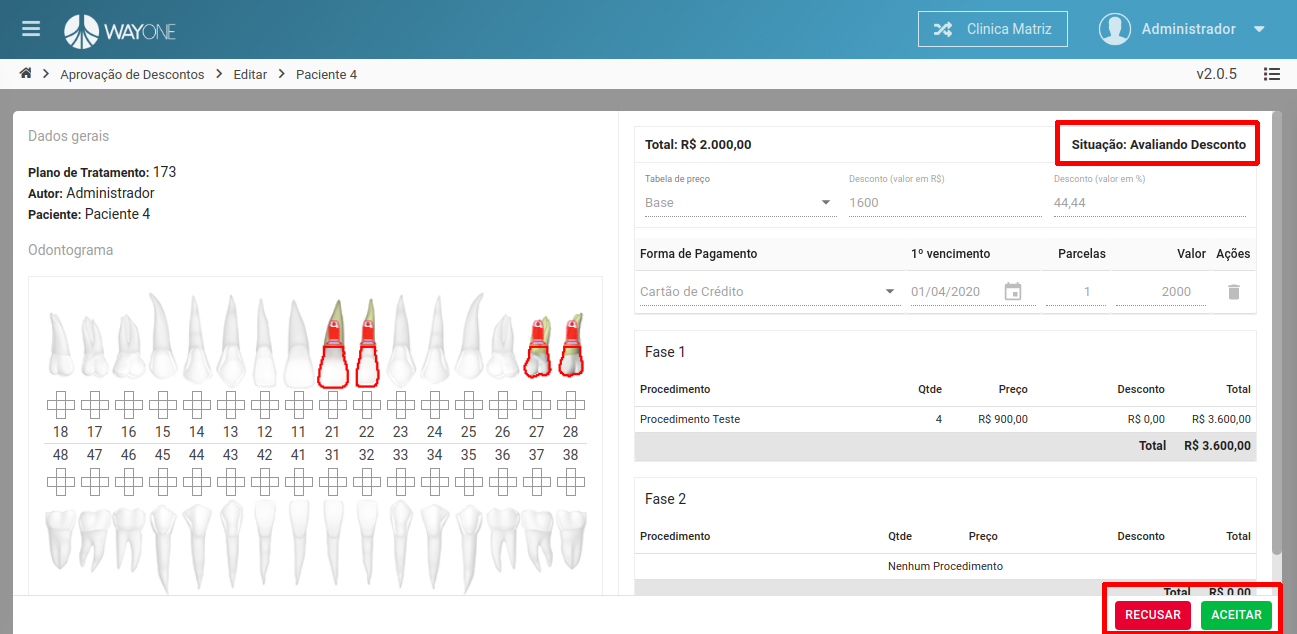 WAYONE
Clinica Matriz
Administrador
Aprovação de Descontos
Editar
Paciente 4
v2.0.5
Dados gerais
Plano de Tratamento: 173
Autor: Administrador
Paciente: Paciente 4
Odontograma
18 17 16 15 14 13 12 11 21 22 23 24 25 26 27 28
48 47 46 45 44 43 42 41 31 32 33 34 35 36 37 38
Total: R$ 2.000,00
Situação: Avaliando Desconto
Tabela de preço Desconto (valor em R$) Desconto (valor em %)
Base 1600 44,44
Forma de Pagamento 1º vencimento Parcelas Valor Ações
Cartão de Crédito 01/04/2020 1 2000
Fase 1
Procedimento Qtde Preço Desconto Total
Procedimento Teste 4 R$ 900,00 R$ 0,00 R$ 3.600,00
Total R$ 3.600,00
Fase 2
Procedimento Qtde Preço Desconto Total
Nenhum Procedimento
Total R$ 0,00
RECUSAR ACEITAR